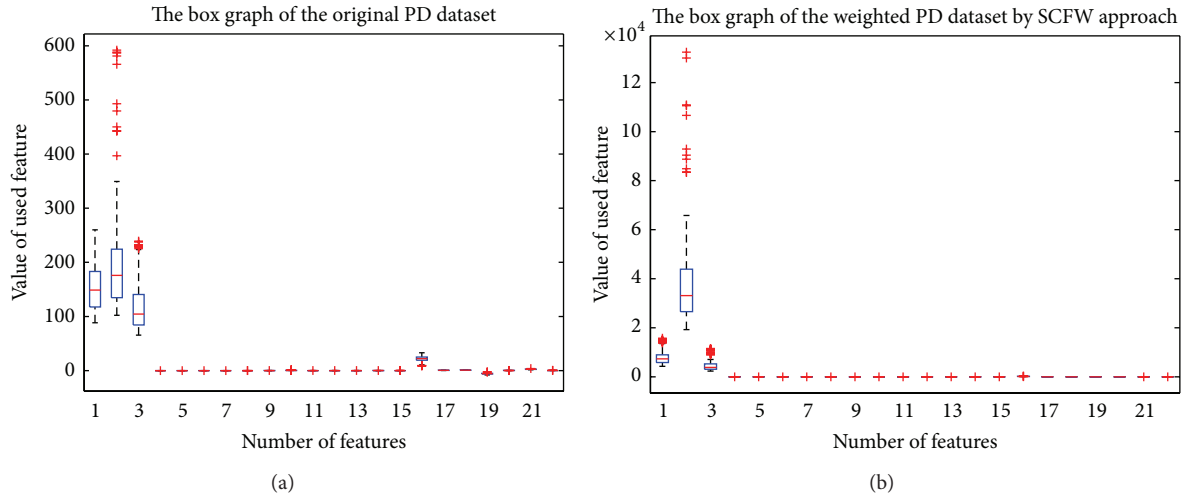 The box graph of the original PD dataset
600
500
400
300
200
100
0
Value of used feature
1 3 5 7 9 11 13 15 17 19 21
Number of features
(a)
The box graph of the weighted PD dataset by SCFW approach
×10⁴
12
10
8
6
4
2
0
Value of used feature
1 3 5 7 9 11 13 15 17 19 21
Number of features
(b)